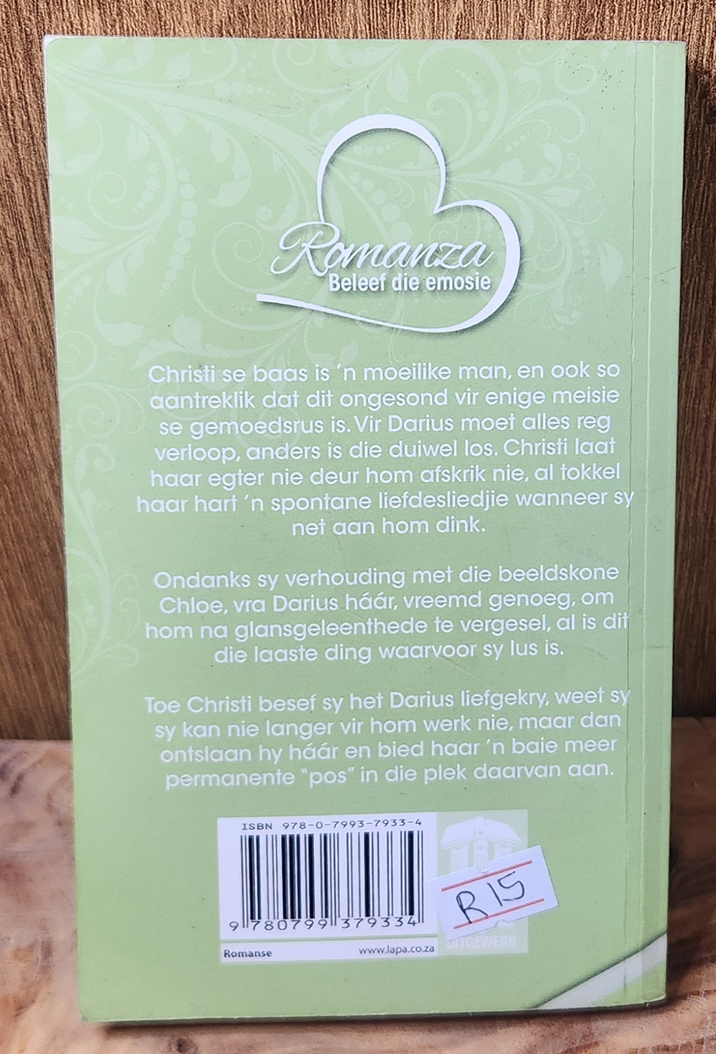 Romanza
Beleef die emosie
Christi se baas is 'n moeilike man, en ook so
aantreklik dat dit ongesond vir enige meisie
se gemoedsrus is. Vir Darius moet alles reg
verloop, anders is die duiwel los. Christi laat
haar egter nie deur hom afskrik nie, al tokkel
haar hart 'n spontane liefdesliedjie wanneer sy
net aan hom dink.
Ondanks sy verhouding met die beeldskone
Chloe, vra Darius háár, vreemd genoeg, om
hom na glansgeleenthede te vergesel, al is dit
die laaste ding waarvoor sy lus is.
Toe Christi besef sy het Darius liefgekry, weet sy
sy kan nie langer vir hom werk nie, maar dan
ontslaan hy háár en bied haar 'n baie meer
permanente "pos" in die plek daarvan aan.
ISBN 978-0-7993-7933-4
9 780799 379334
Romanse www.lapa.co.za
R15
UITGEWERS